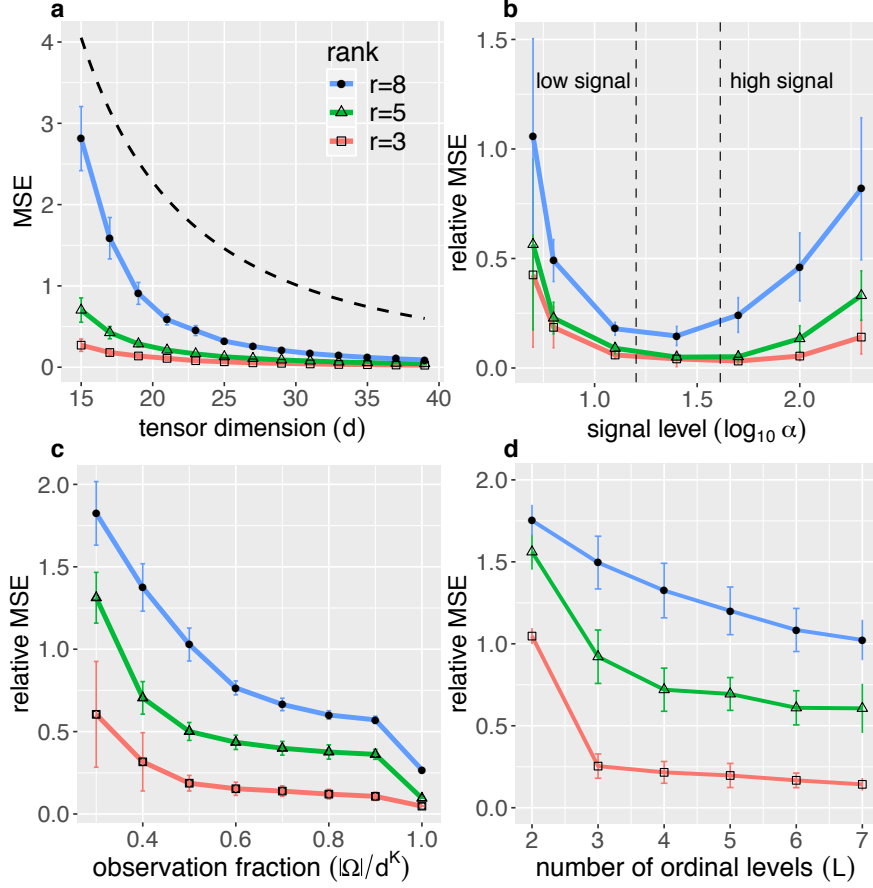 a
MSE
4
3
2
1
0
15
20
25
30
35
40
tensor dimension (d)
rank
r=8
r=5
r=3
b
relative MSE
1.5
1.0
0.5
0.0
low signal
high signal
1.0
1.5
2.0
signal level (log₁₀ α)
c
relative MSE
2.0
1.5
1.0
0.5
0.0
0.4
0.6
0.8
1.0
observation fraction (|Ω|/dᴷ)
d
relative MSE
2.0
1.5
1.0
0.5
0.0
2
3
4
5
6
7
number of ordinal levels (L)